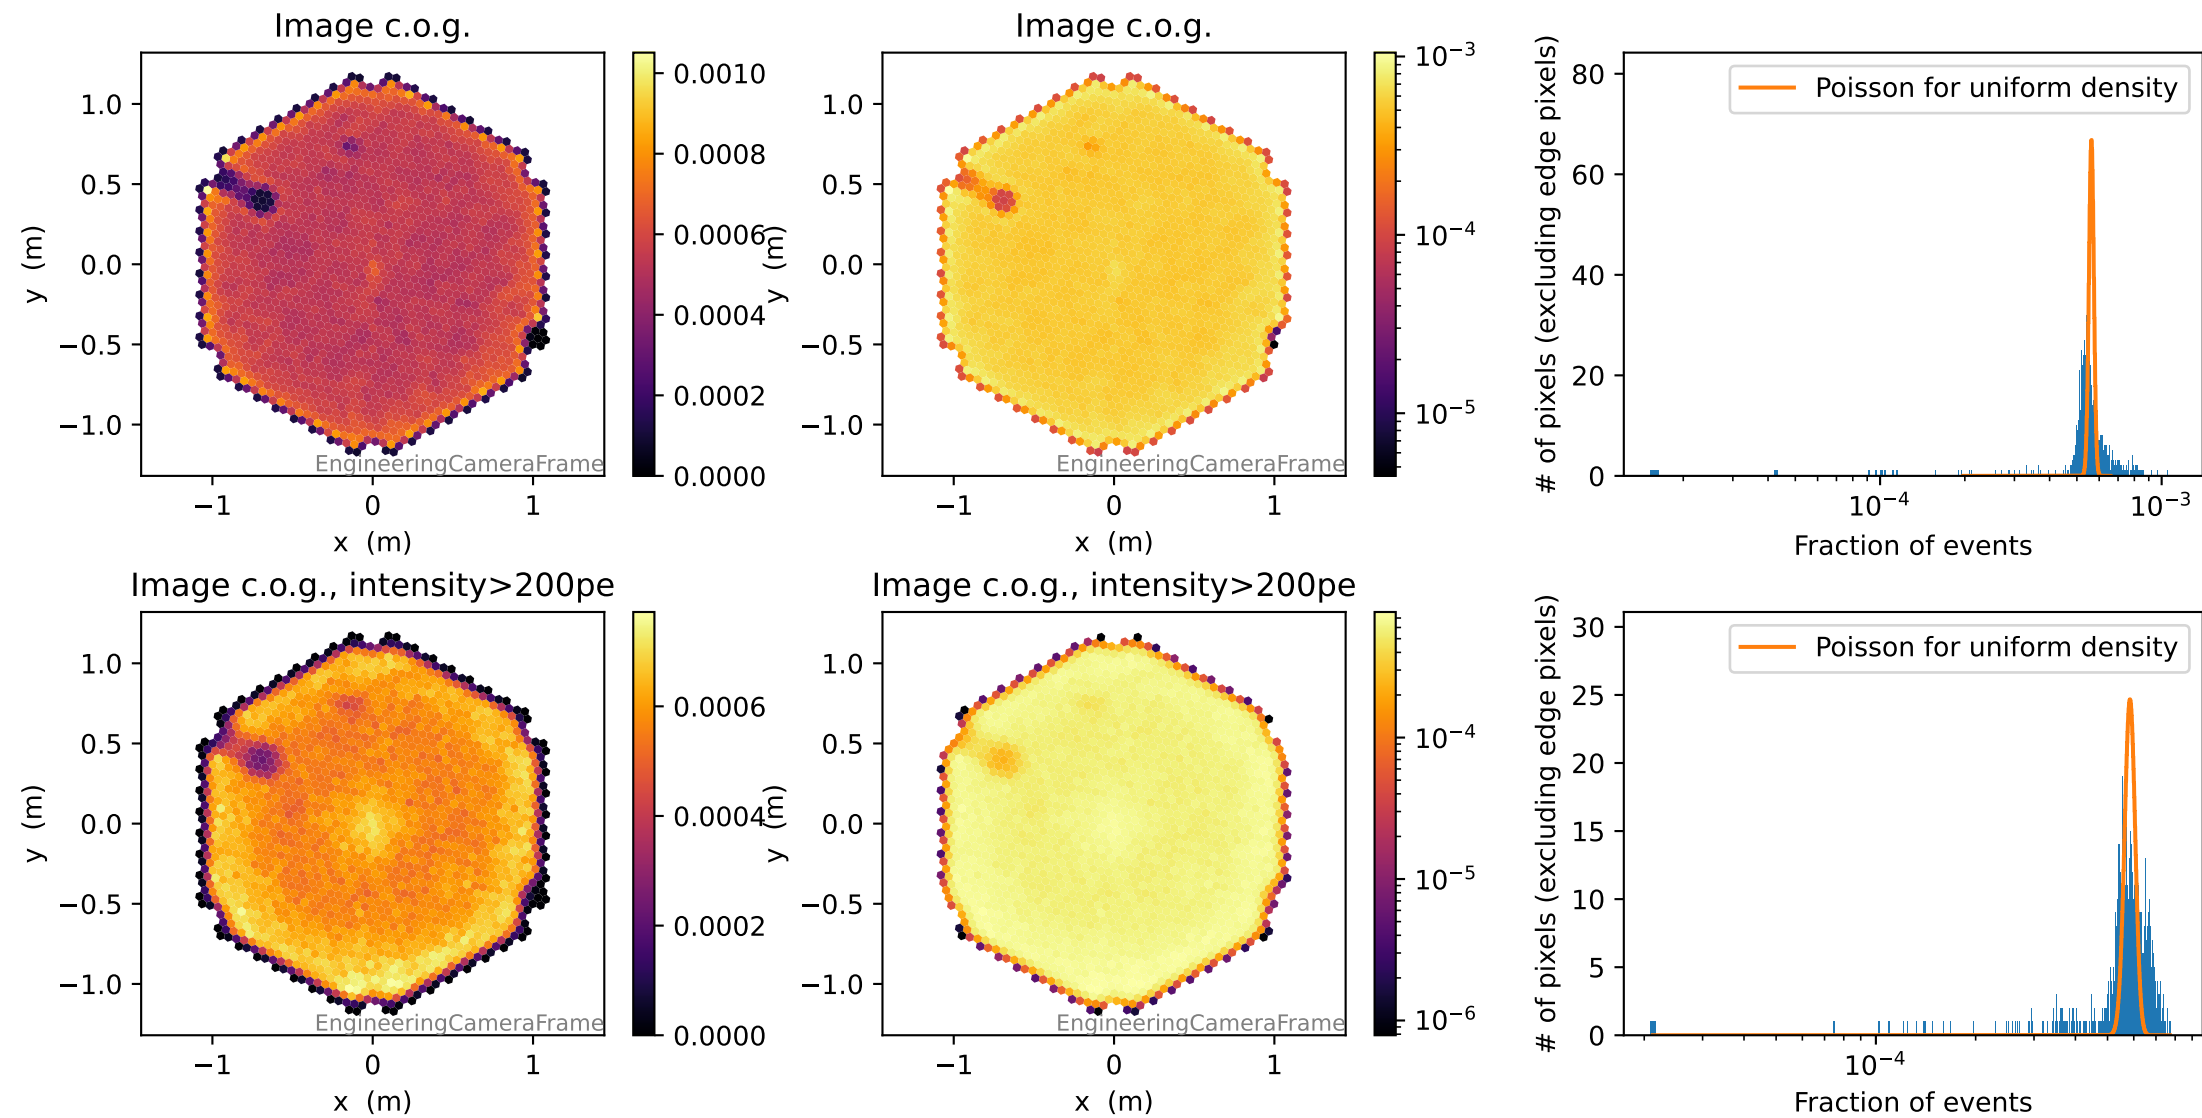 Image c.o.g.
1.0
0.5
0.0
−0.5
−1.0
y (m)
−1
0
1
x (m)
EngineeringCameraFrame
0.0010
0.0008
0.0006
0.0004
0.0002
0.0000
Image c.o.g.
1.0
0.5
0.0
−0.5
−1.0
y (m)
−1
0
1
x (m)
EngineeringCameraFrame
10⁻³
10⁻⁴
10⁻⁵
# of pixels (excluding edge pixels)
80
60
40
20
0
Poisson for uniform density
10⁻⁴
10⁻³
Fraction of events
Image c.o.g., intensity>200pe
1.0
0.5
0.0
−0.5
−1.0
y (m)
−1
0
1
x (m)
EngineeringCameraFrame
0.0006
0.0004
0.0002
0.0000
Image c.o.g., intensity>200pe
1.0
0.5
0.0
−0.5
−1.0
y (m)
−1
0
1
x (m)
EngineeringCameraFrame
10⁻⁴
10⁻⁵
10⁻⁶
# of pixels (excluding edge pixels)
30
25
20
15
10
5
0
Poisson for uniform density
10⁻⁴
Fraction of events